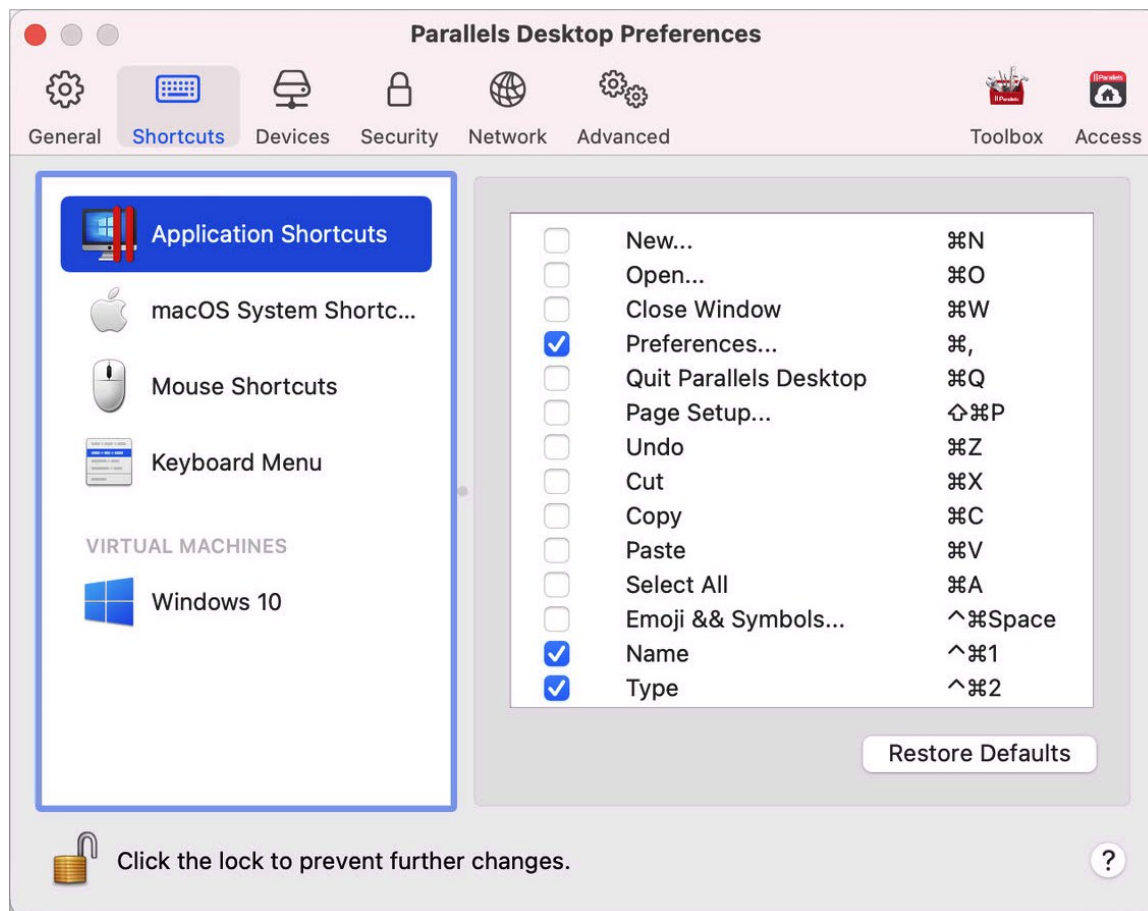 Parallels Desktop Preferences
General Shortcuts Devices Security Network Advanced Toolbox Access
Application Shortcuts
macOS System Shortc...
Mouse Shortcuts
Keyboard Menu
VIRTUAL MACHINES
Windows 10
New... ⌘N
Open... ⌘O
Close Window ⌘W
Preferences... ⌘,
Quit Parallels Desktop ⌘Q
Page Setup... ⇧⌘P
Undo ⌘Z
Cut ⌘X
Copy ⌘C
Paste ⌘V
Select All ⌘A
Emoji && Symbols... ^⌘Space
Name ^⌘1
Type ^⌘2
Restore Defaults
Click the lock to prevent further changes.
?